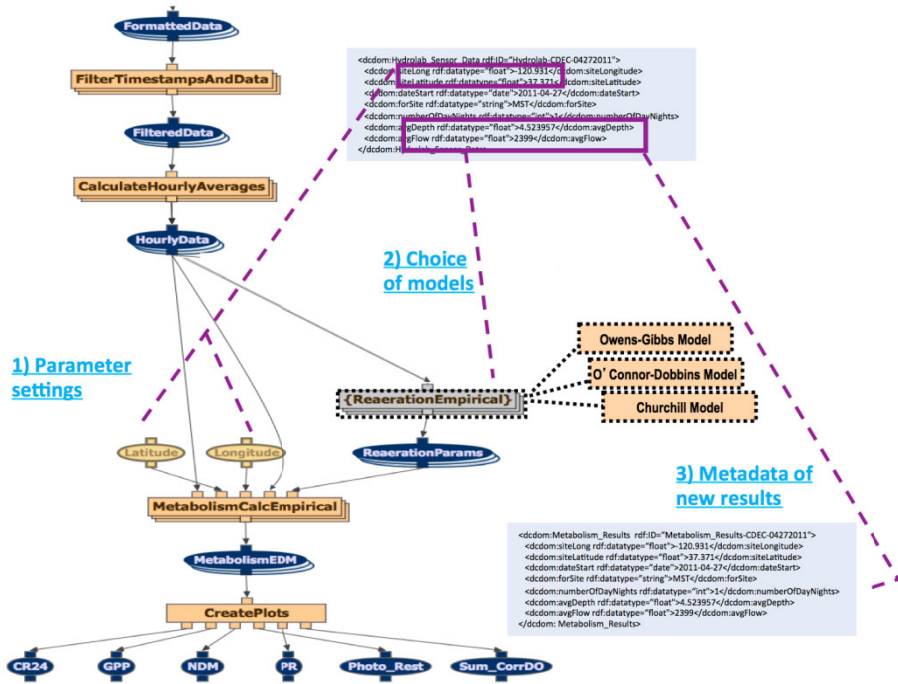 FormattedData
FilterTimestampsAndData
FilteredData
CalculateHourlyAverages
HourlyData
<dcdom:Hydrolab_Sensor_Data rdf:ID="Hydrolab-CDEC-04272011">
<dcdom:siteLong rdf:datatype="float">-120.931</dcdom:siteLongitude>
<dcdom:siteLatitude rdf:datatype="float">37.371</dcdom:siteLatitude>
<dcdom:dateStart rdf:datatype="date">2011-04-27</dcdom:dateStart>
<dcdom:forSite rdf:datatype="string">MST</dcdom:forSite>
<dcdom:numberOfDayNights rdf:datatype="int">1</dcdom:numberOfDayNights>
<dcdom:avgDepth rdf:datatype="float">4.523957</dcdom:avgDepth>
<dcdom:avgFlow rdf:datatype="float">2399</dcdom:avgFlow>
</dcdom:Hydrolab_Sensor_Data>
2) Choice
of models
1) Parameter
settings
Owens-Gibbs Model
O' Connor-Dobbins Model
Churchill Model
{ReaerationEmpirical}
Latitude
Longitude
ReaerationParams
3) Metadata of
new results
MetabolismCalcEmpirical
MetabolismEDM
CreatePlots
CR24
GPP
NDM
PR
Photo_Rest
Sum_CorrDO
<dcdom:Metabolism_Results rdf:ID="Metabolism_Results-CDEC-04272011">
<dcdom:siteLong rdf:datatype="float">-120.931</dcdom:siteLongitude>
<dcdom:siteLatitude rdf:datatype="float">37.371</dcdom:siteLatitude>
<dcdom:dateStart rdf:datatype="date">2011-04-27</dcdom:dateStart>
<dcdom:forSite rdf:datatype="string">MST</dcdom:forSite>
<dcdom:numberOfDayNights rdf:datatype="int">1</dcdom:numberOfDayNights>
<dcdom:avgDepth rdf:datatype="float">4.523957</dcdom:avgDepth>
<dcdom:avgFlow rdf:datatype="float">2399</dcdom:avgFlow>
</dcdom: Metabolism_Results>